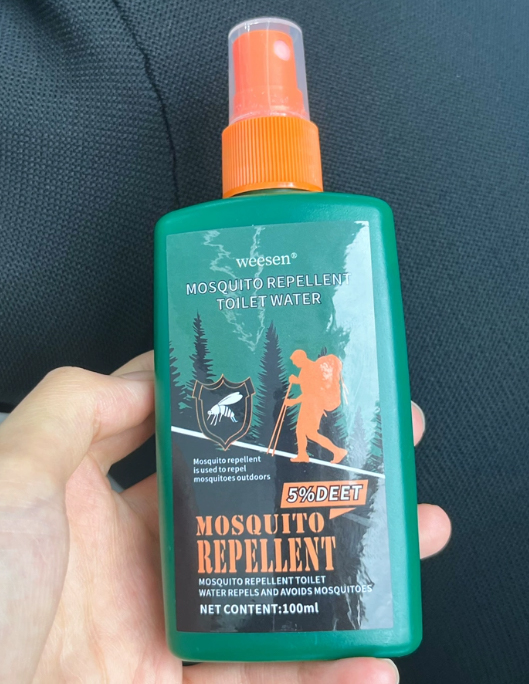 weesen®
MOSQUITO REPELLENT
TOILET WATER
Mosquito repellent
is used to repel
mosquitoes outdoors
5%DEET
MOSQUITO
REPELLENT
MOSQUITO REPELLENT TOILET
WATER REPELS AND AVOIDS MOSQUITOES
NET CONTENT:100ml